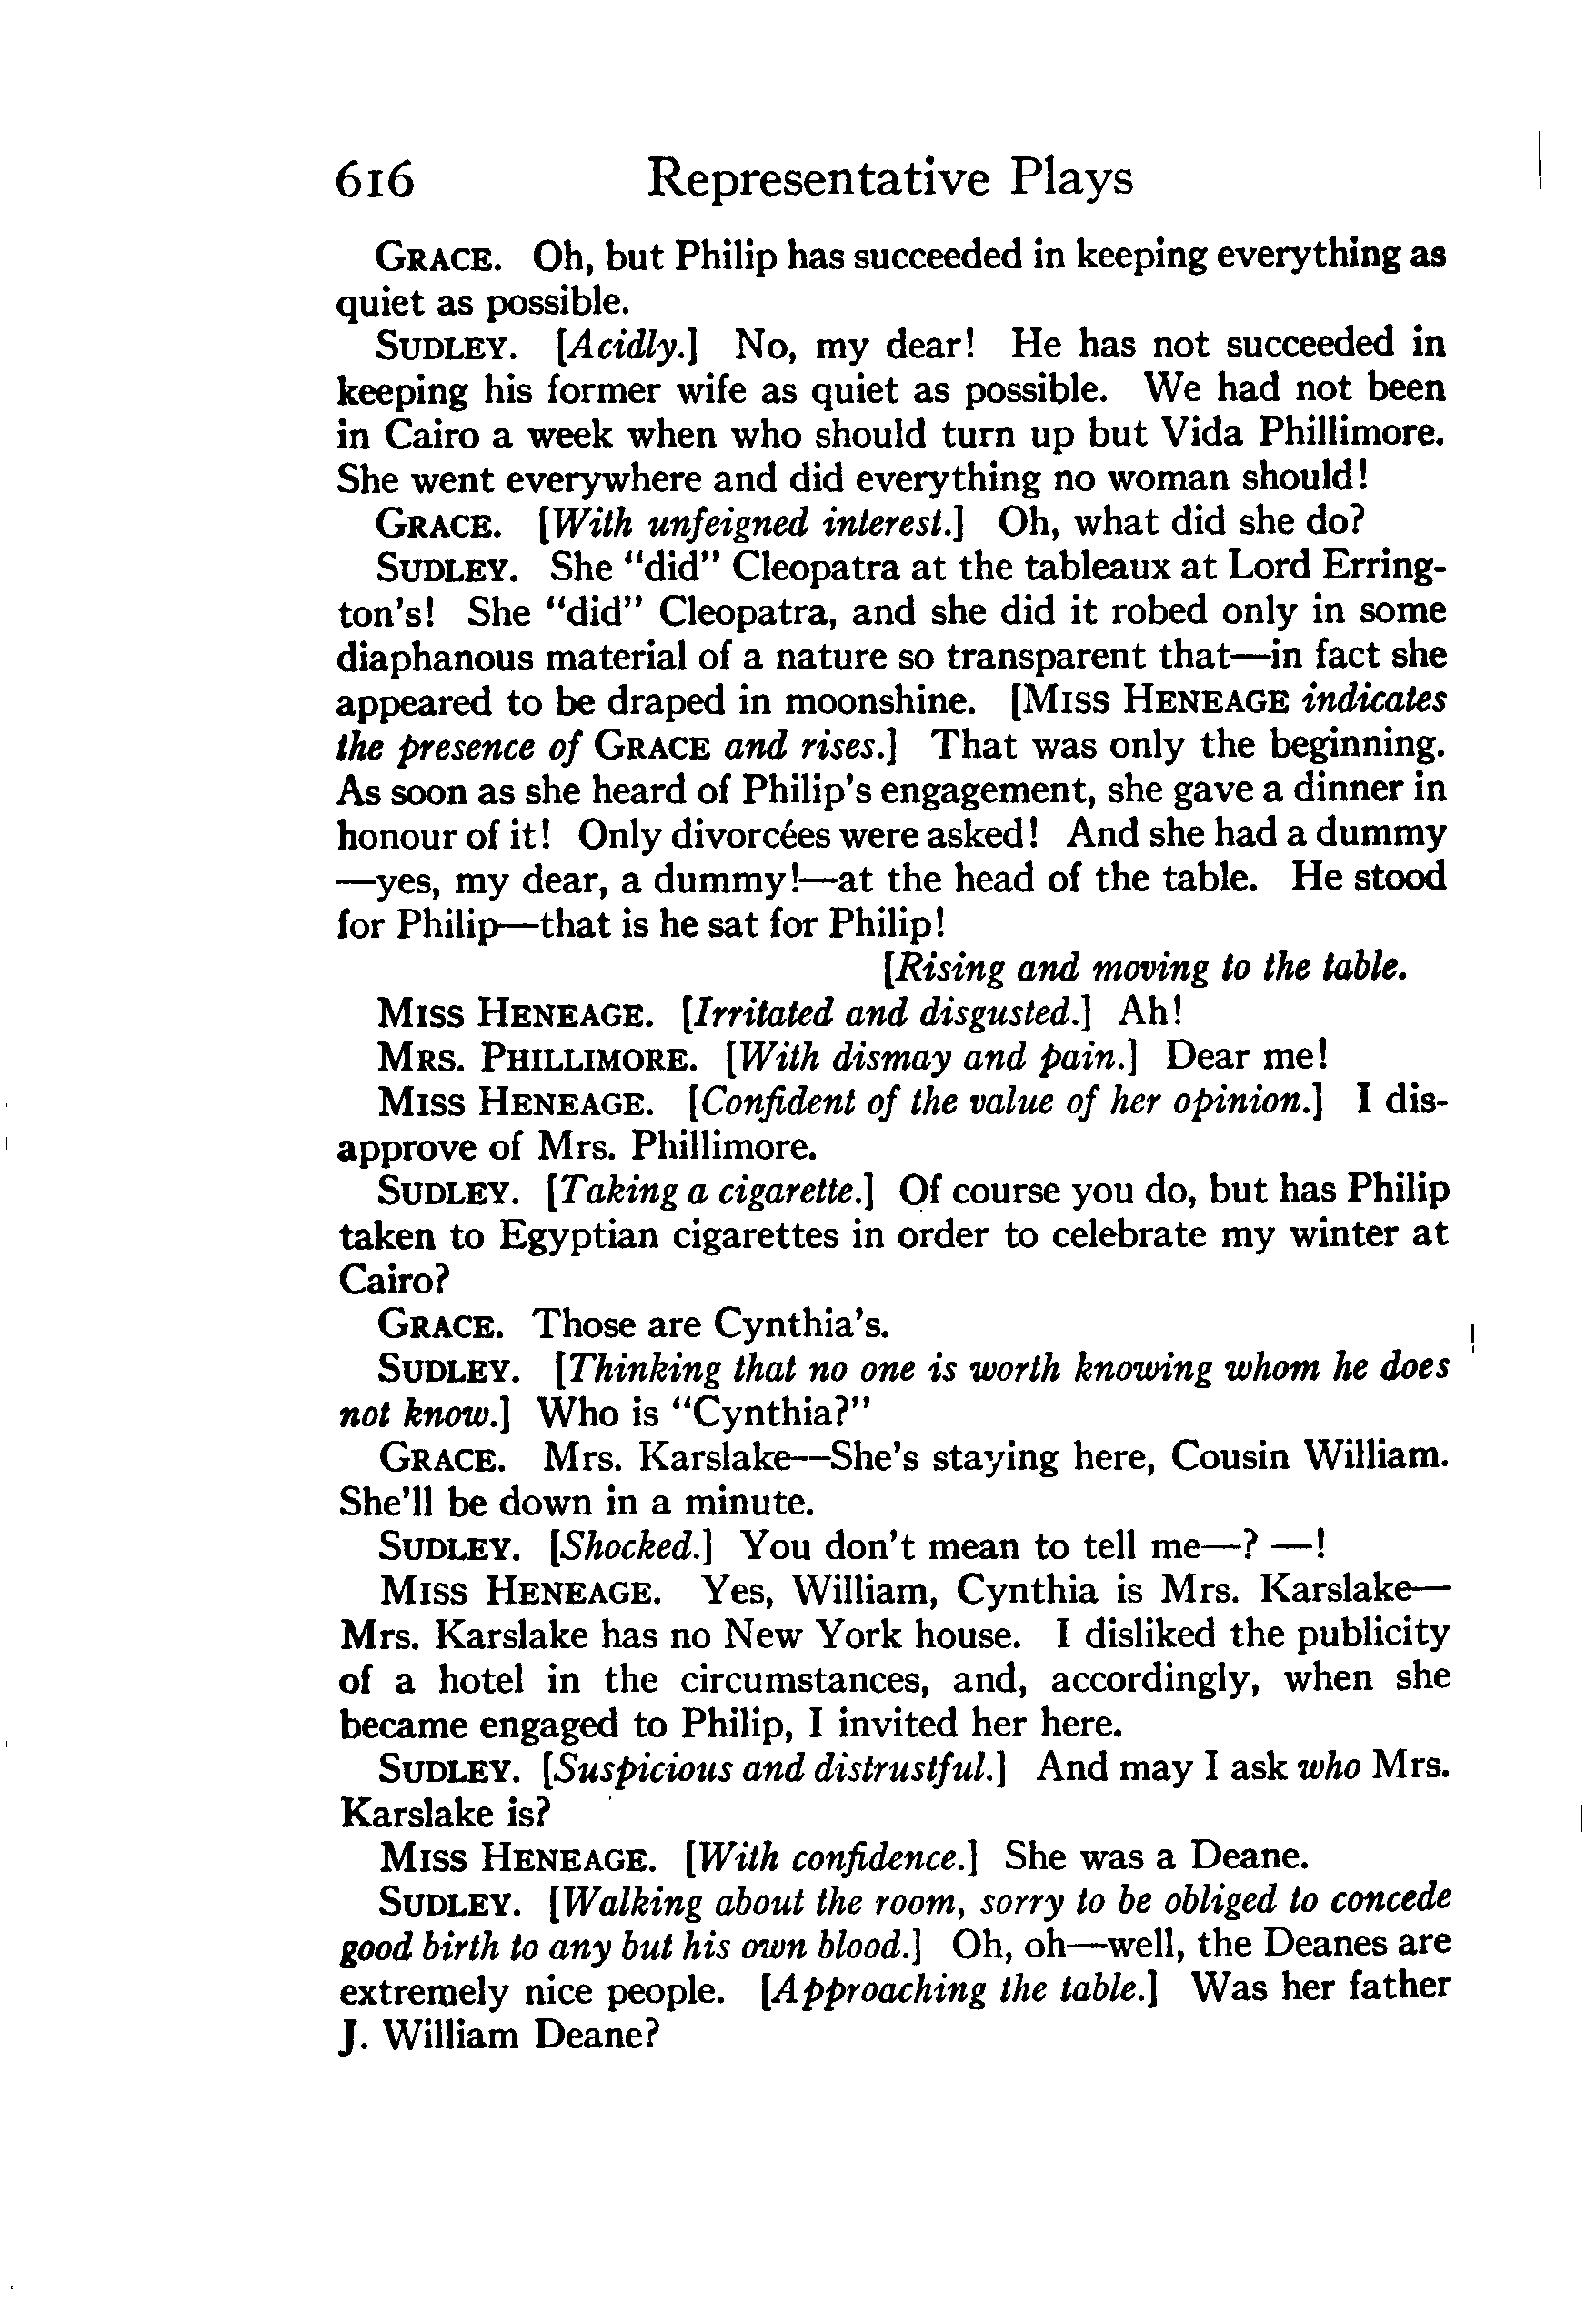 616 Representative Plays
GRACE. Oh, but Philip has succeeded in keeping everything as
quiet as possible.
SUDLEY. [Acidly.] No, my dear! He has not succeeded in
keeping his former wife as quiet as possible. We had not been
in Cairo a week when who should turn up but Vida Phillimore.
She went everywhere and did everything no woman should!
GRACE. [With unfeigned interest.] Oh, what did she do?
SUDLEY. She "did" Cleopatra at the tableaux at Lord Erring-
ton's! She "did" Cleopatra, and she did it robed only in some
diaphanous material of a nature so transparent that—in fact she
appeared to be draped in moonshine. [MISS HENEAGE indicates
the presence of GRACE and rises.] That was only the beginning.
As soon as she heard of Philip's engagement, she gave a dinner in
honour of it! Only divorcées were asked! And she had a dummy
—yes, my dear, a dummy!—at the head of the table. He stood
for Philip—that is he sat for Philip!
[Rising and moving to the table.
MISS HENEAGE. [Irritated and disgusted.] Ah!
MRS. PHILLIMORE. [With dismay and pain.] Dear me!
MISS HENEAGE. [Confident of the value of her opinion.] I dis-
approve of Mrs. Phillimore.
SUDLEY. [Taking a cigarette.] Of course you do, but has Philip
taken to Egyptian cigarettes in order to celebrate my winter at
Cairo?
GRACE. Those are Cynthia's.
SUDLEY. [Thinking that no one is worth knowing whom he does
not know.] Who is "Cynthia?"
GRACE. Mrs. Karslake—She's staying here, Cousin William.
She'll be down in a minute.
SUDLEY. [Shocked.] You don't mean to tell me—? —!
MISS HENEAGE. Yes, William, Cynthia is Mrs. Karslake—
Mrs. Karslake has no New York house. I disliked the publicity
of a hotel in the circumstances, and, accordingly, when she
became engaged to Philip, I invited her here.
SUDLEY. [Suspicious and distrustful.] And may I ask who Mrs.
Karslake is?
MISS HENEAGE. [With confidence.] She was a Deane.
SUDLEY. [Walking about the room, sorry to be obliged to concede
good birth to any but his own blood.] Oh, oh—well, the Deanes are
extremely nice people. [Approaching the table.] Was her father
J. William Deane?